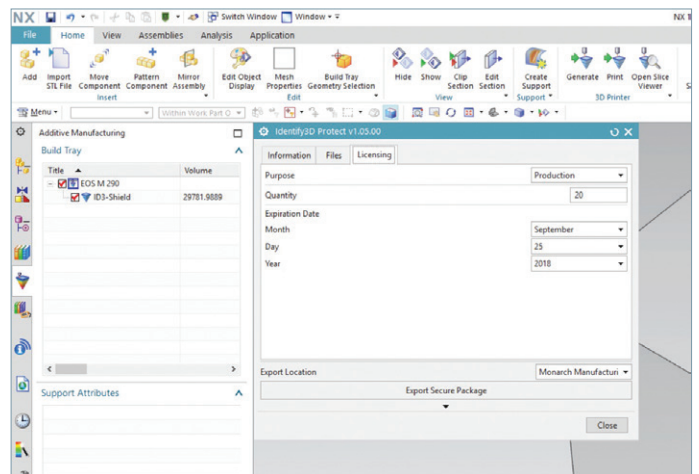 NX Switch Window Window NX 1
File Home View Assemblies Analysis Application
Add Import STL File Move Component Pattern Component Mirror Assembly Edit Object Display Mesh Properties Build Tray Geometry Selection Hide Show Clip Section Edit Section Create Support Generate Print Open Slice Viewer S
Insert Edit View Support 3D Printer
Menu Within Work Part O
Additive Manufacturing
Build Tray
Title Volume
EOS M 290
ID3-Shield 29781.9889
Support Attributes
Identify3D Protect v1.05.00
Information Files Licensing
Purpose Production
Quantity 20
Expiration Date
Month September
Day 25
Year 2018
Export Location Monarch Manufacturi
Export Secure Package
Close